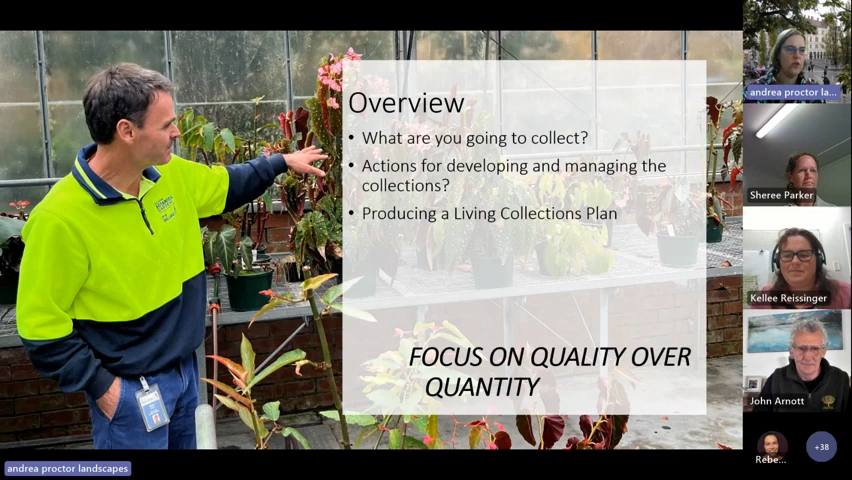 Overview
• What are you going to collect?
• Actions for developing and managing the
collections?
• Producing a Living Collections Plan
FOCUS ON QUALITY OVER
QUANTITY
andrea proctor landscapes
andrea proctor la...
Sheree Parker
Kellee Reissinger
John Arnott
Rebe...
+38